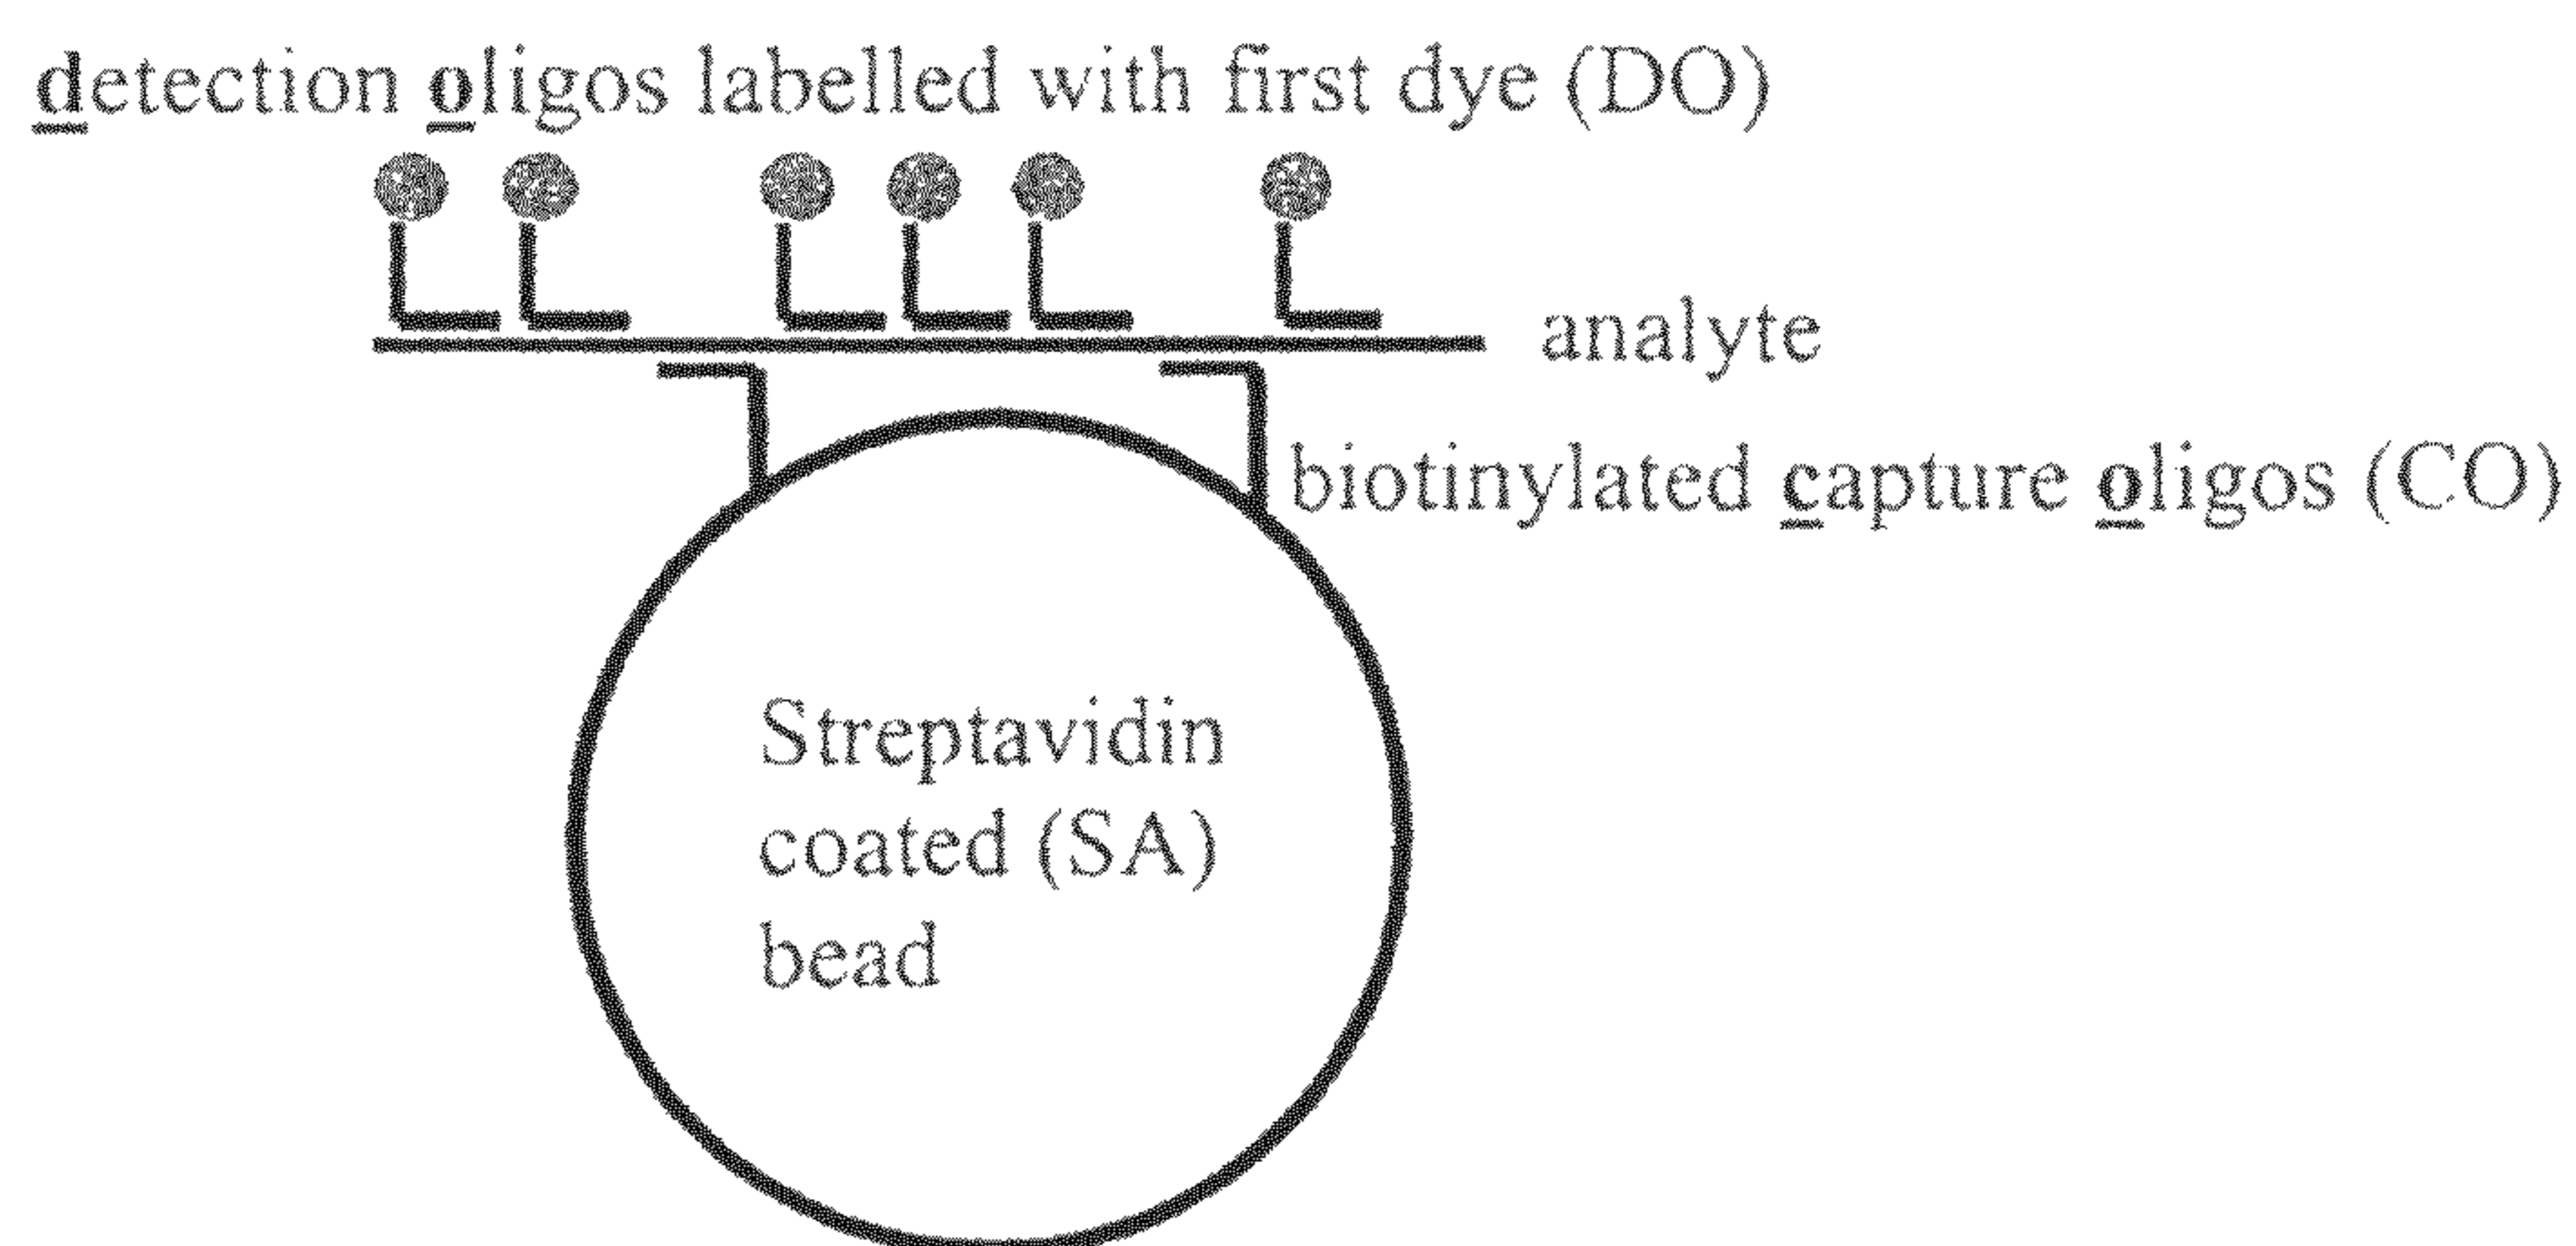 detection oligos labelled with first dye (DO)
analyte
biotinylated capture oligos (CO)
Streptavidin
coated (SA)
bead